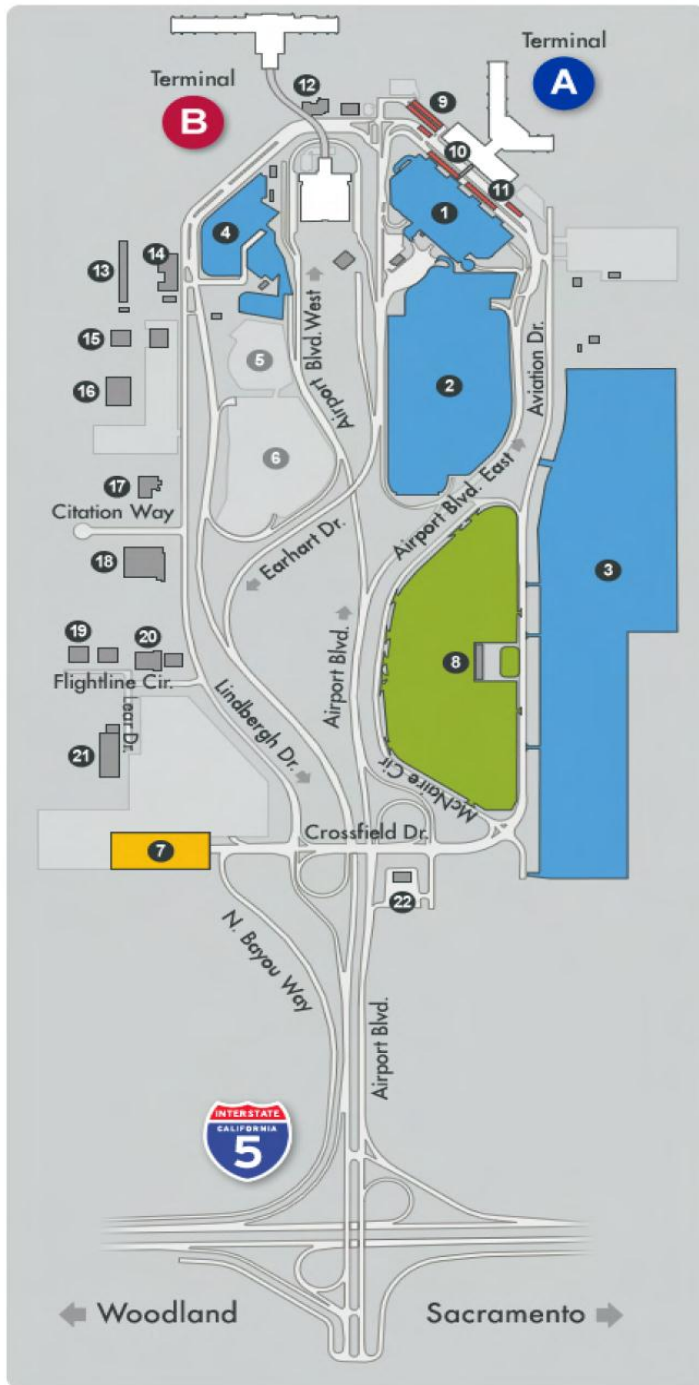 Terminal
B
Terminal
A
12
9
10
11
1
4
13
14
Airport Blvd. West
Aviation Dr.
15
5
2
16
6
17
Citation Way
Airport Blvd. East
Earhart Dr.
18
3
19
20
8
Flightline Cir.
Lear Dr.
Lindbergh Dr.
Airport Blvd.
21
McNaire Cir
Crossfield Dr.
7
22
N. Bayou Way
Airport Blvd.
INTERSTATE
CALIFORNIA
5
Woodland
Sacramento